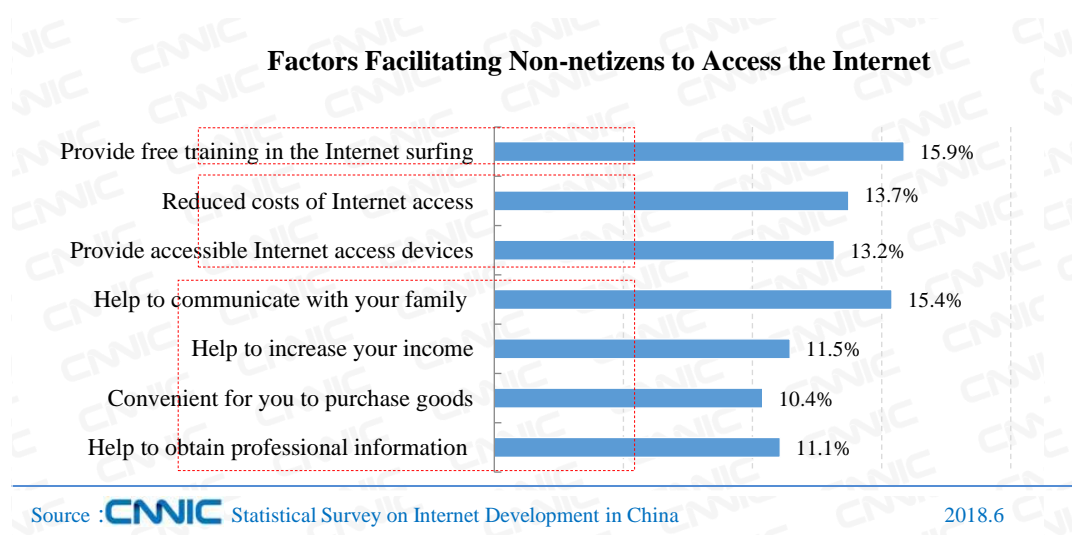 Factors Facilitating Non-netizens to Access the Internet
Provide free training in the Internet surfing 15.9%
Reduced costs of Internet access 13.7%
Provide accessible Internet access devices 13.2%
Help to communicate with your family 15.4%
Help to increase your income 11.5%
Convenient for you to purchase goods 10.4%
Help to obtain professional information 11.1%
Source : CNNIC Statistical Survey on Internet Development in China 2018.6